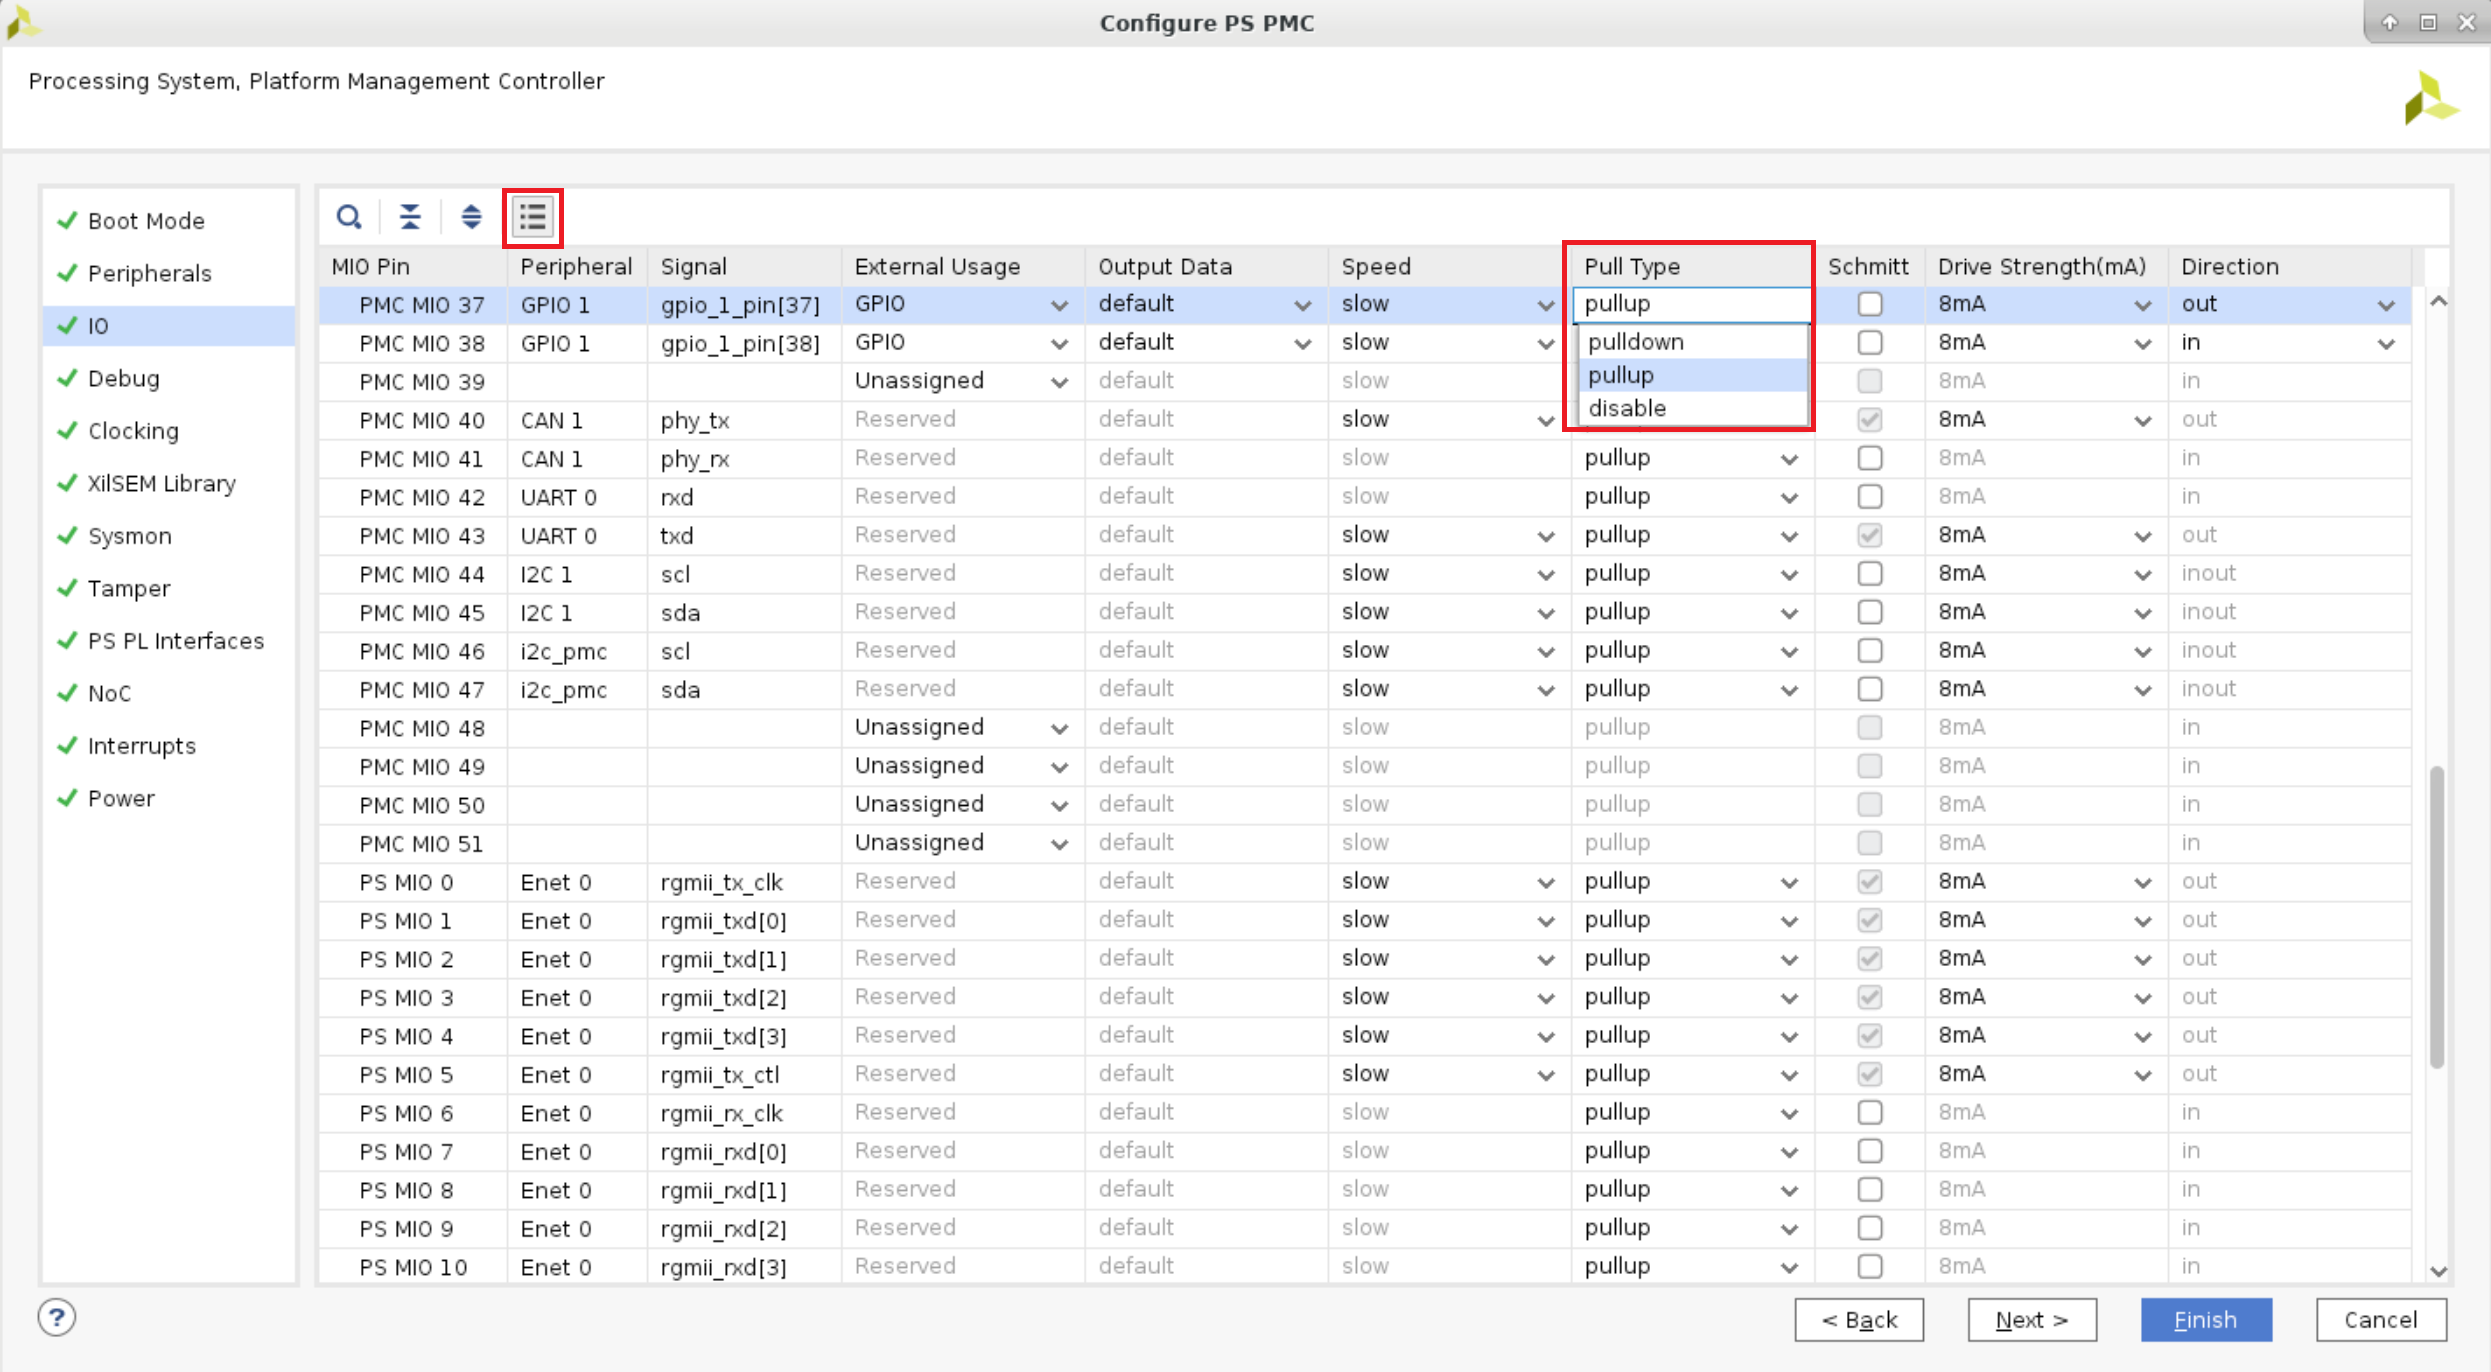 Configure PS PMC
Processing System, Platform Management Controller
Boot Mode
Peripherals
IO
Debug
Clocking
XilSEM Library
Sysmon
Tamper
PS PL Interfaces
NoC
Interrupts
Power
MIO Pin Peripheral Signal External Usage Output Data Speed Pull Type Schmitt Drive Strength(mA) Direction
PMC MIO 37 GPIO 1 gpio_1_pin[37] GPIO default slow pullup 8mA out
PMC MIO 38 GPIO 1 gpio_1_pin[38] GPIO default slow pulldown 8mA in
PMC MIO 39 Unassigned default slow pullup 8mA in
PMC MIO 40 CAN 1 phy_tx Reserved default slow disable 8mA out
PMC MIO 41 CAN 1 phy_rx Reserved default slow pullup 8mA in
PMC MIO 42 UART 0 rxd Reserved default slow pullup 8mA in
PMC MIO 43 UART 0 txd Reserved default slow pullup 8mA out
PMC MIO 44 I2C 1 scl Reserved default slow pullup 8mA inout
PMC MIO 45 I2C 1 sda Reserved default slow pullup 8mA inout
PMC MIO 46 i2c_pmc scl Reserved default slow pullup 8mA inout
PMC MIO 47 i2c_pmc sda Reserved default slow pullup 8mA inout
PMC MIO 48 Unassigned default slow pullup 8mA in
PMC MIO 49 Unassigned default slow pullup 8mA in
PMC MIO 50 Unassigned default slow pullup 8mA in
PMC MIO 51 Unassigned default slow pullup 8mA in
PS MIO 0 Enet 0 rgmii_tx_clk Reserved default slow pullup 8mA out
PS MIO 1 Enet 0 rgmii_txd[0] Reserved default slow pullup 8mA out
PS MIO 2 Enet 0 rgmii_txd[1] Reserved default slow pullup 8mA out
PS MIO 3 Enet 0 rgmii_txd[2] Reserved default slow pullup 8mA out
PS MIO 4 Enet 0 rgmii_txd[3] Reserved default slow pullup 8mA out
PS MIO 5 Enet 0 rgmii_tx_ctl Reserved default slow pullup 8mA out
PS MIO 6 Enet 0 rgmii_rx_clk Reserved default slow pullup 8mA in
PS MIO 7 Enet 0 rgmii_rxd[0] Reserved default slow pullup 8mA in
PS MIO 8 Enet 0 rgmii_rxd[1] Reserved default slow pullup 8mA in
PS MIO 9 Enet 0 rgmii_rxd[2] Reserved default slow pullup 8mA in
PS MIO 10 Enet 0 rgmii_rxd[3] Reserved default slow pullup 8mA in
?
< Back Next > Finish Cancel